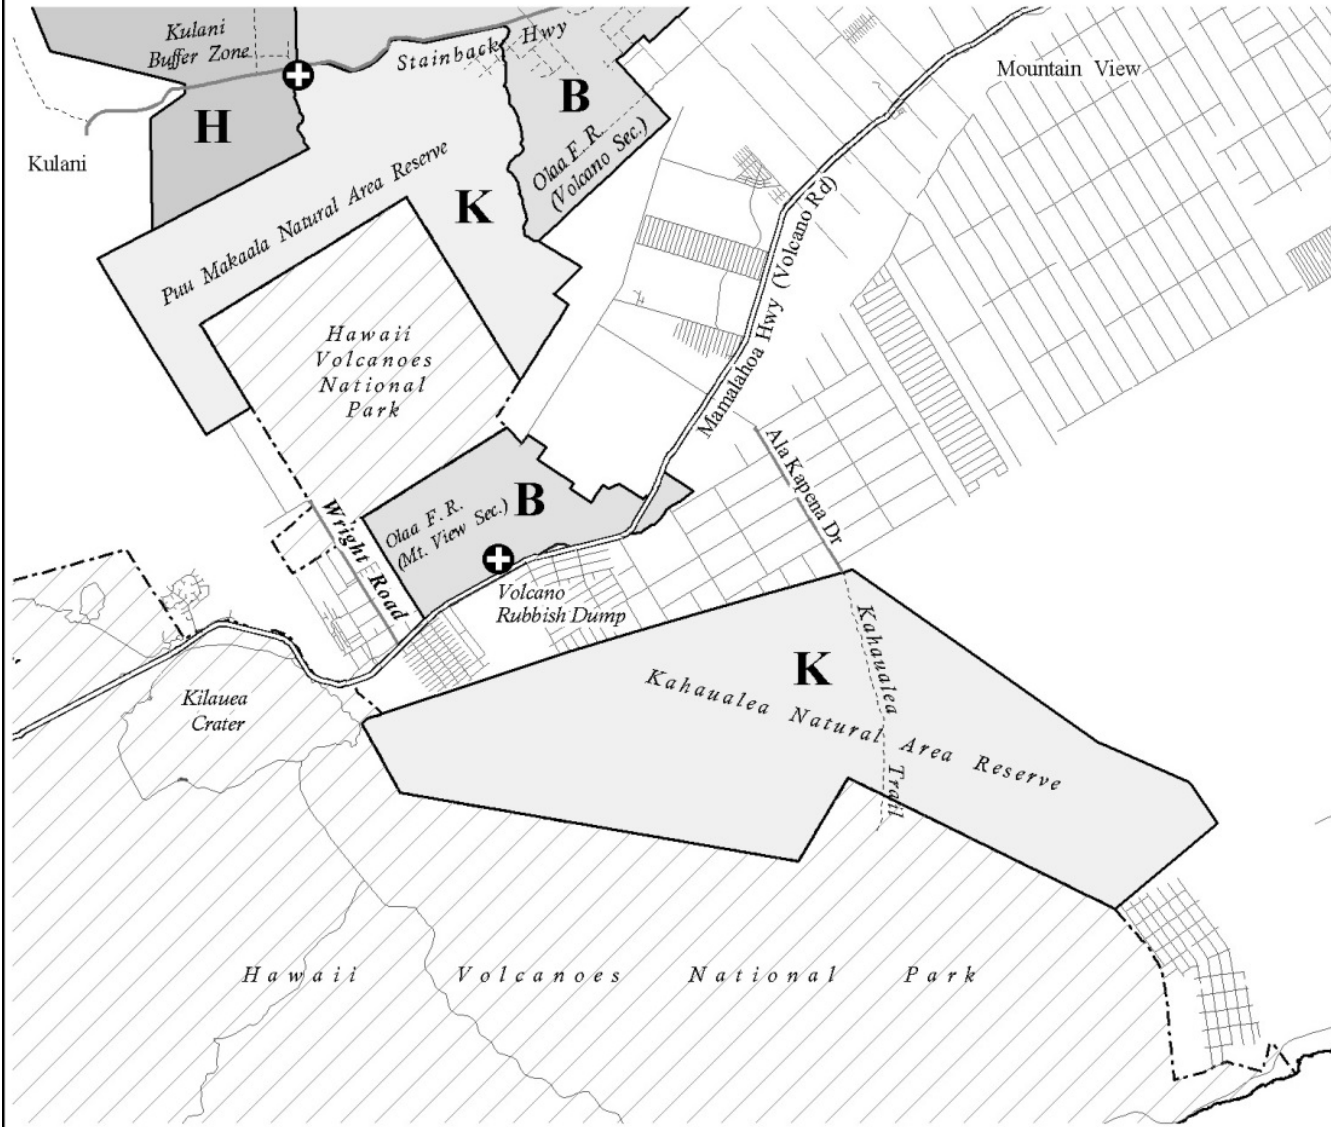 Kulani
Buffer Zone
Stainback Hwy
Mountain View
H
B
Kulani
Olaa F. R.
(Volcano Sec.)
K
Puu Makaala Natural Area Reserve
Hawaii
Volcanoes
National
Park
Mamalahoa Hwy (Volcano Rd)
Ala Kapena Dr
B
Olaa F. R.
(Mt. View Sec.)
Wright Road
Volcano
Rubbish Dump
K
Kahaualea Trail
Kahaualea Natural Area Reserve
Kilauea
Crater
Hawaii Volcanoes National Park